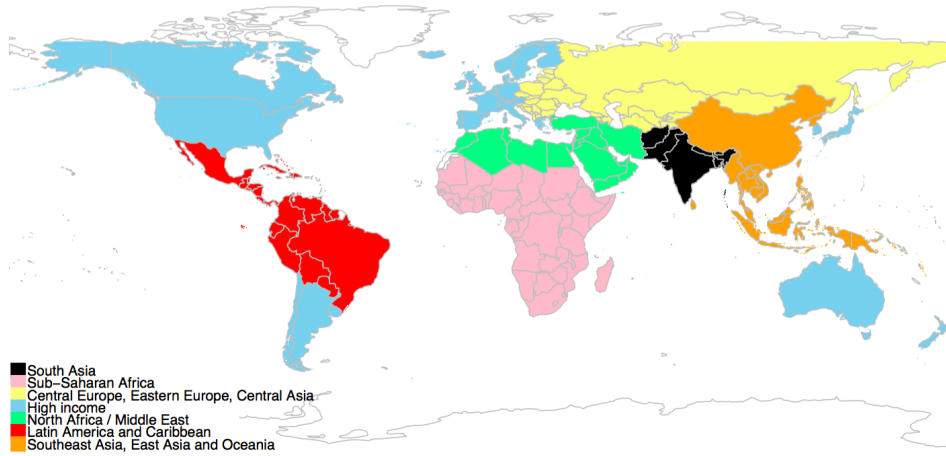 South Asia
Sub−Saharan Africa
Central Europe, Eastern Europe, Central Asia
High income
North Africa / Middle East
Latin America and Caribbean
Southeast Asia, East Asia and Oceania